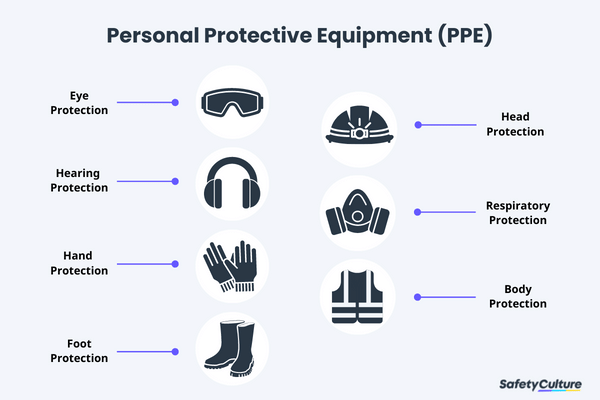 Personal Protective Equipment (PPE)
Eye
Protection
Hearing
Protection
Hand
Protection
Foot
Protection
Head
Protection
Respiratory
Protection
Body
Protection
SafetyCulture